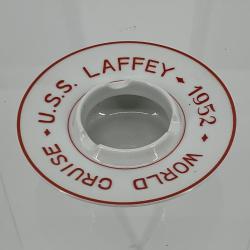 U.S.S. LAFFEY ♦ 1952 ♦ WORLD CRUISE ♦